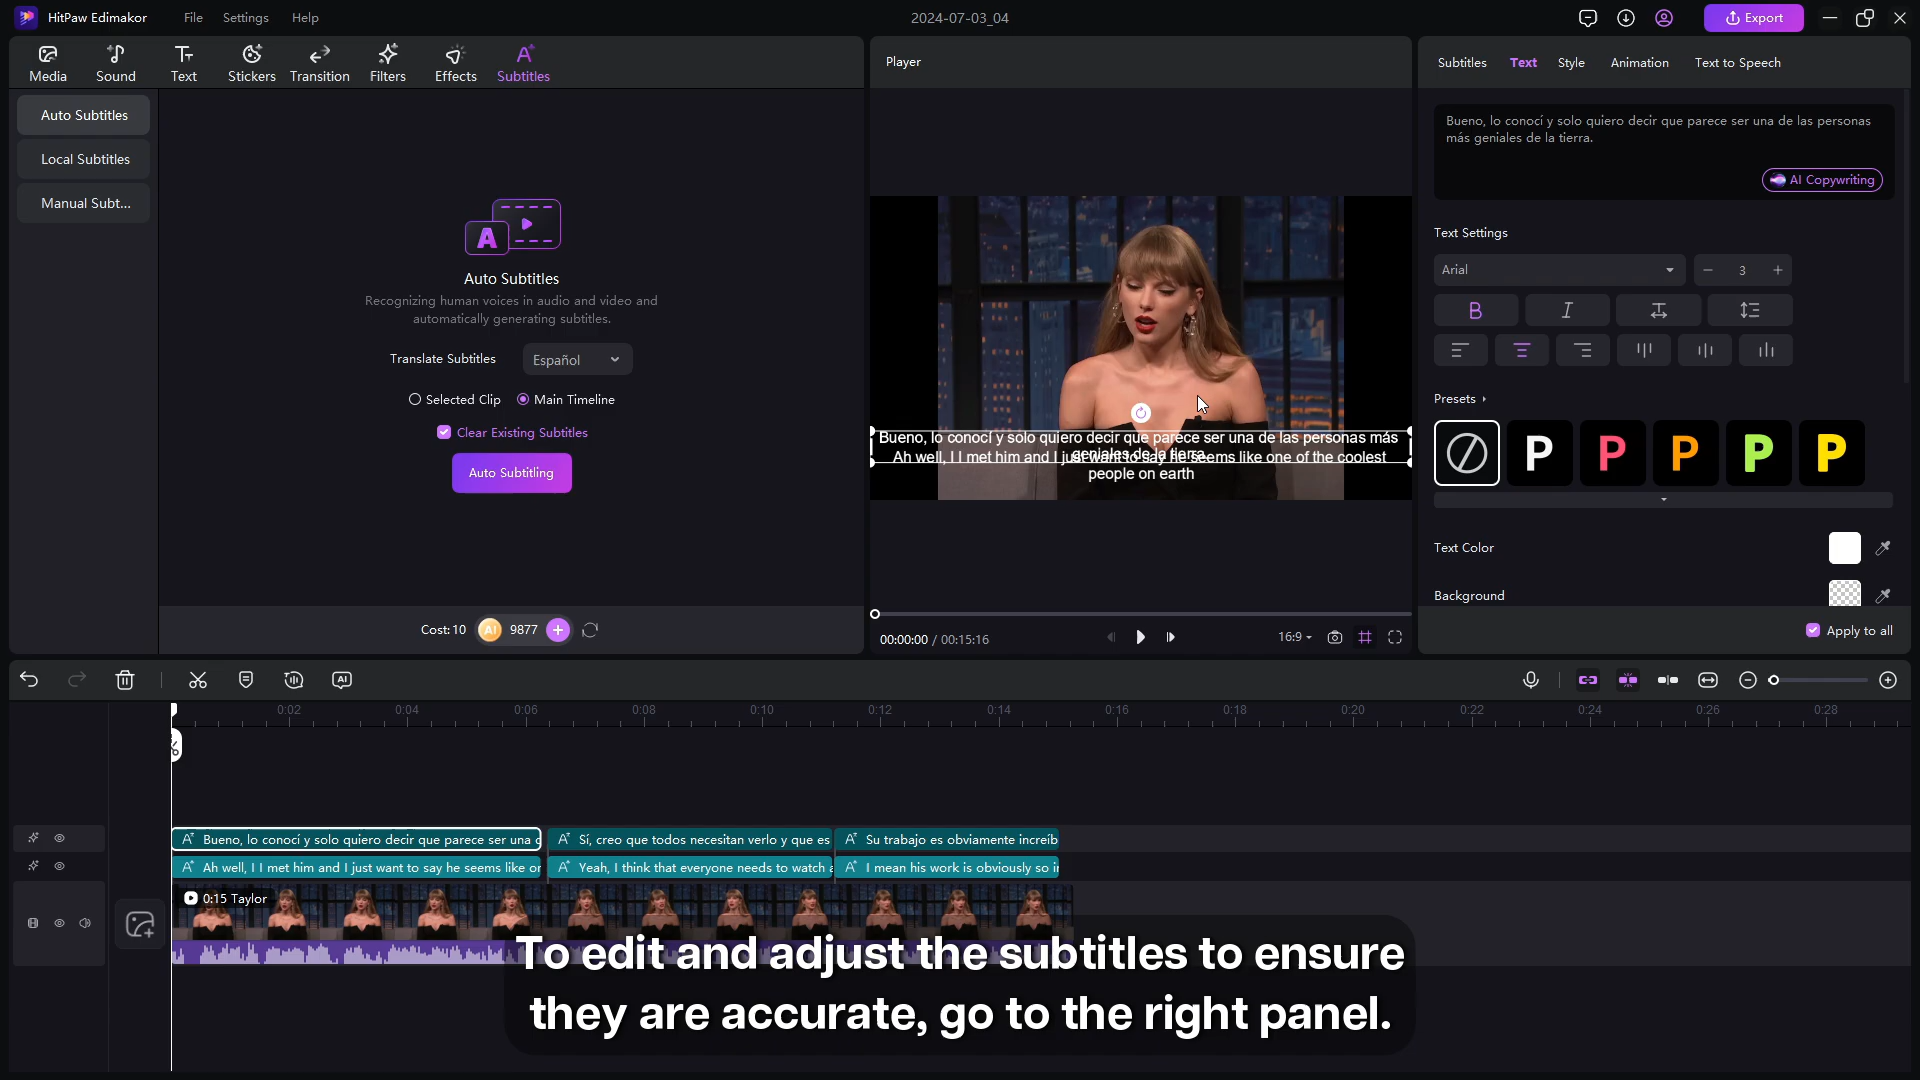 HitPaw Edimakor
File
Settings
Help
2024-07-03_04
Export
Media
Sound
Text
Stickers
Transition
Filters
Effects
Subtitles
Auto Subtitles
Local Subtitles
Manual Subt...
Auto Subtitles
Recognizing human voices in audio and video and
automatically generating subtitles.
Translate Subtitles
Español
Selected Clip
Main Timeline
Clear Existing Subtitles
Auto Subtitling
Cost:10
AI
9877
Player
Bueno, lo conocí y solo quiero decir que parece ser una de las personas más
geniales de la tierra.
Ah well, I I met him and I just want to say he seems like one of the coolest
people on earth
00:00:00 / 00:15:16
16:9
Subtitles
Text
Style
Animation
Text to Speech
Bueno, lo conocí y solo quiero decir que parece ser una de las personas
más geniales de la tierra.
AI Copywriting
Text Settings
Arial
3
B
I
Presets
P
P
P
P
P
Text Color
Background
Apply to all
AI
0:02
0:04
0:06
0:08
0:10
0:12
0:14
0:16
0:18
0:20
0:22
0:24
0:26
0:28
Bueno, lo conocí y solo quiero decir que parece ser una d
Sí, creo que todos necesitan verlo y que es
Su trabajo es obviamente increíb
Ah well, I I met him and I just want to say he seems like on
Yeah, I think that everyone needs to watch a
I mean his work is obviously so i
0:15 Taylor
To edit and adjust the subtitles to ensure
they are accurate, go to the right panel.